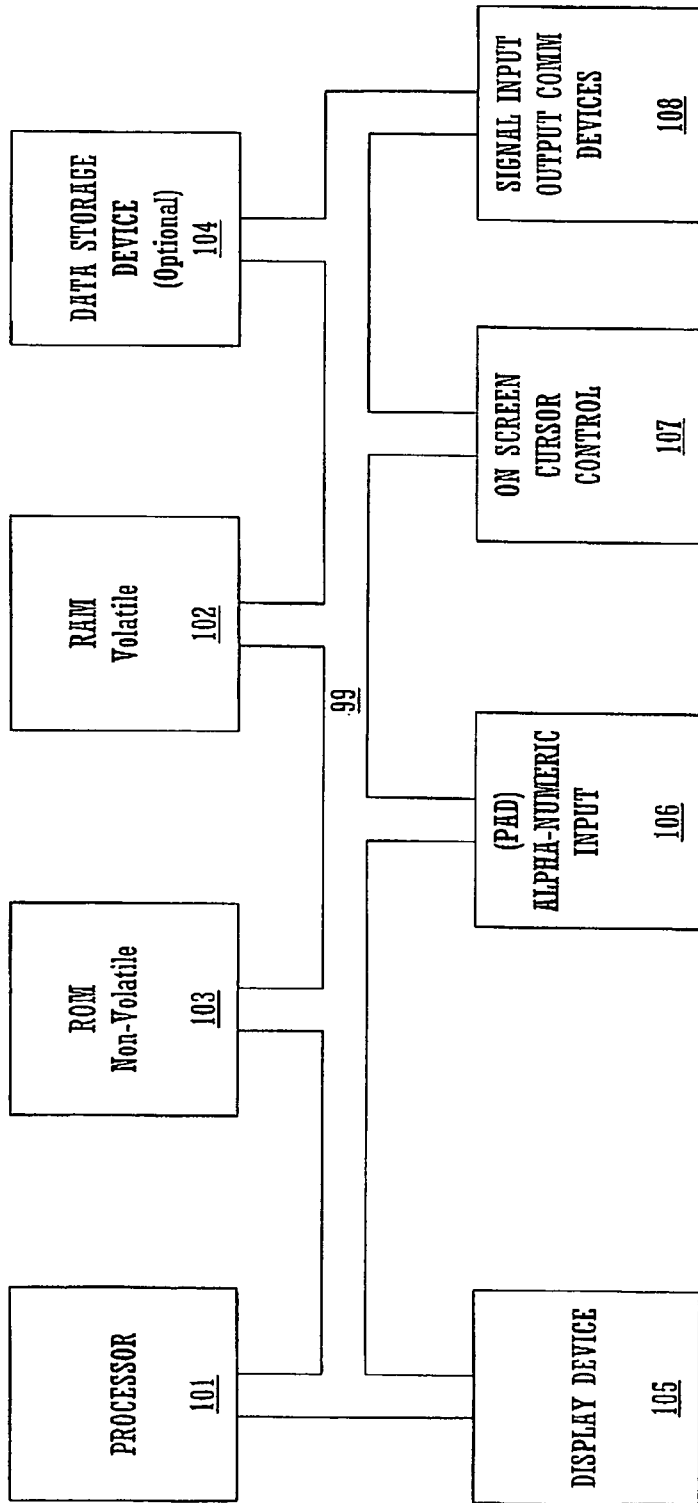 PROCESSOR
101
ROM
Non-Volatile
103
RAM
Volatile
102
DATA STORAGE
DEVICE
(Optional)
104
99
DISPLAY DEVICE
105
(PAD)
ALPHA-NUMERIC
INPUT
106
ON SCREEN
CURSOR
CONTROL
107
SIGNAL INPUT
OUTPUT COMM
DEVICES
108